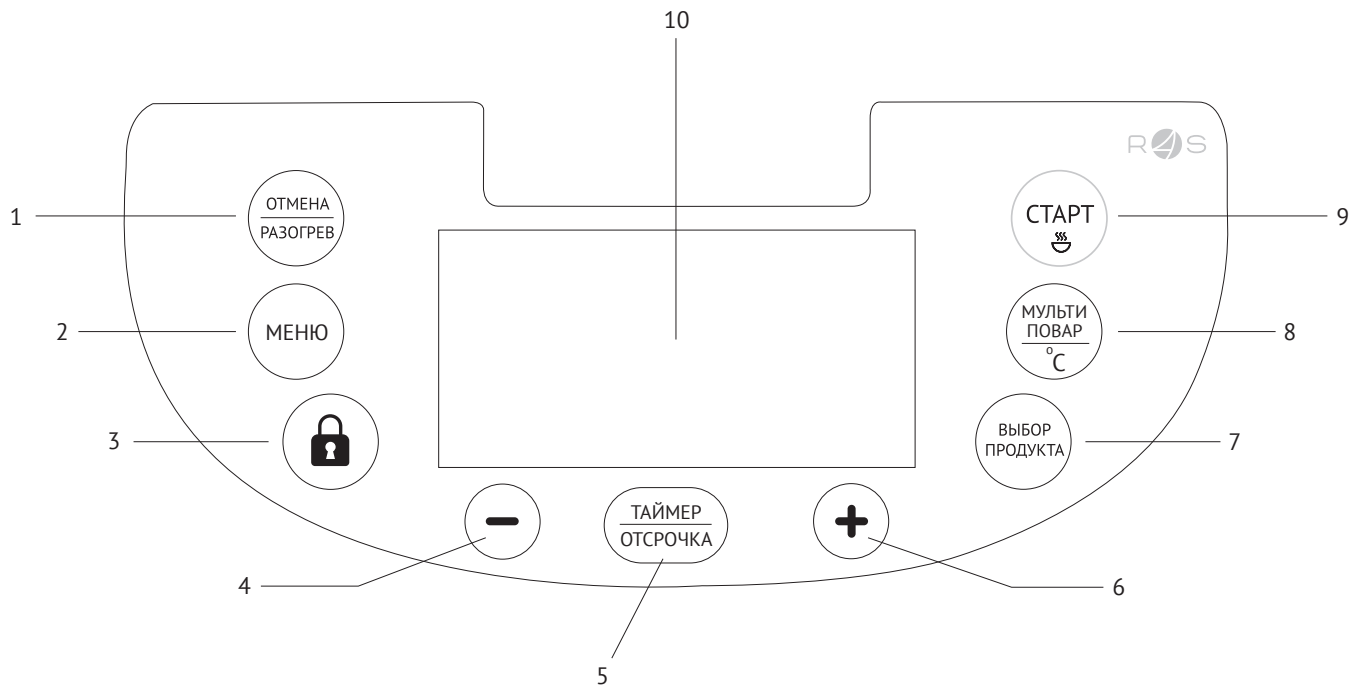 10
R4S
1
ОТМЕНА
РАЗОГРЕВ
СТАРТ
9
2
МЕНЮ
МУЛЬТИ
ПОВАР
°C
8
3
ВЫБОР
ПРОДУКТА
7
ТАЙМЕР
ОТСРОЧКА
4
6
5